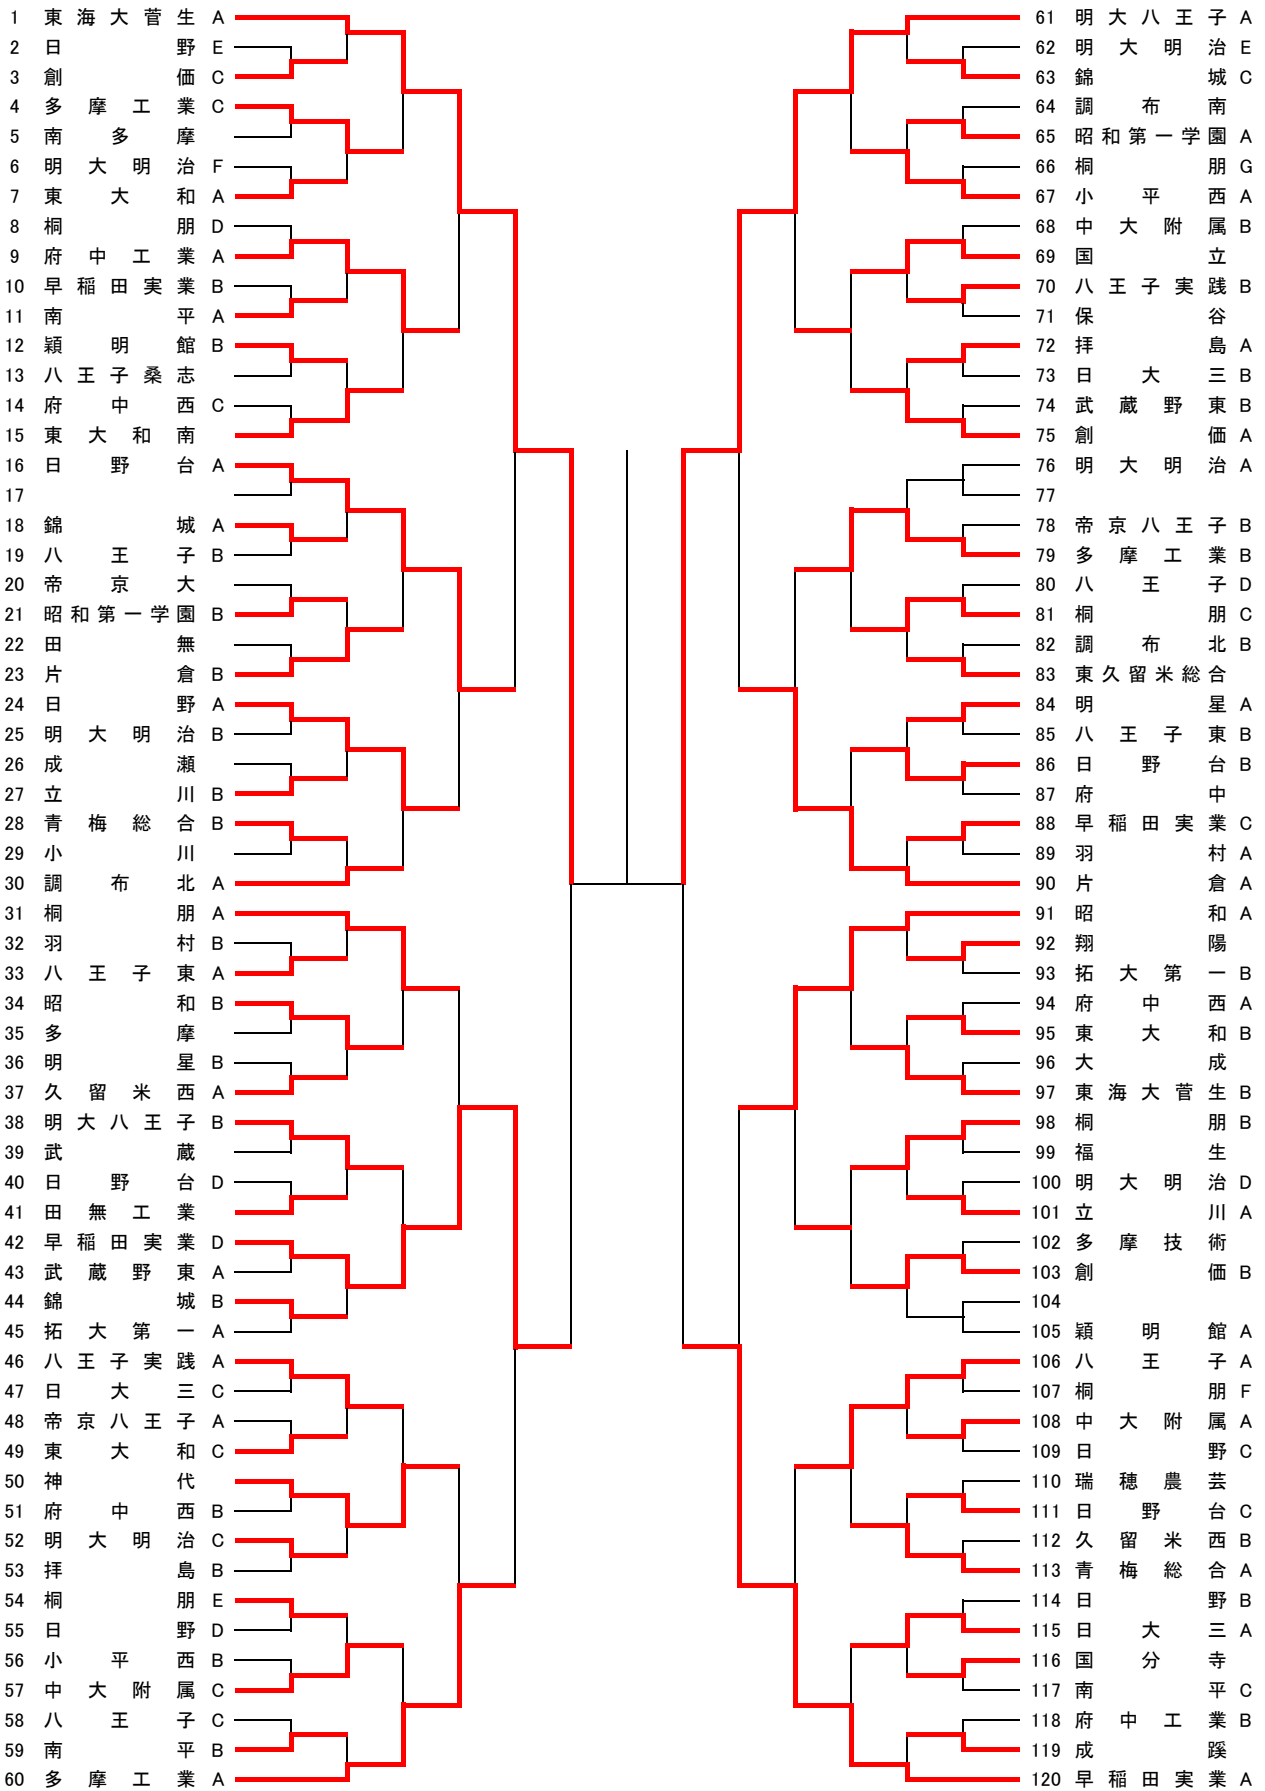 1 東海大菅生 A
2 日野 E
3 創価 C
4 多摩工業 C
5 南多摩
6 明大明治 F
7 東大和 A
8 桐朋 D
9 府中工業 A
10 早稲田実業 B
11 南平 A
12 穎明館 B
13 八王子桑志
14 府中西 C
15 東大和南
16 日野台 A
17
18 錦城 A
19 八王子 B
20 帝京大
21 昭和第一学園 B
22 田無
23 片倉 B
24 日野 A
25 明大明治 B
26 成瀬
27 立川 B
28 青梅総合 B
29 小川
30 調布北 A
31 桐朋 A
32 羽村 B
33 八王子東 A
34 昭和 B
35 多摩
36 明星 B
37 久留米西 A
38 明大八王子 B
39 武蔵
40 日野台 D
41 田無工業
42 早稲田実業 D
43 武蔵野東 A
44 錦城 B
45 拓大第一 A
46 八王子実践 A
47 日大三 C
48 帝京八王子 A
49 東大和 C
50 神代
51 府中西 B
52 明大明治 C
53 拝島 B
54 桐朋 E
55 日野 D
56 小平西 B
57 中大附属 C
58 八王子 C
59 南平 B
60 多摩工業 A
61 明大八王子 A
62 明大明治 E
63 錦城 C
64 調布南
65 昭和第一学園 A
66 桐朋 G
67 小平西 A
68 中大附属 B
69 国立
70 八王子実践 B
71 保谷
72 拝島 A
73 日大三 B
74 武蔵野東 B
75 創価 A
76 明大明治 A
77
78 帝京八王子 B
79 多摩工業 B
80 八王子 D
81 桐朋 C
82 調布北 B
83 東久留米総合
84 明星 A
85 八王子東 B
86 日野台 B
87 府中
88 早稲田実業 C
89 羽村 A
90 片倉 A
91 昭和 A
92 翔陽
93 拓大第一 B
94 府中西 A
95 東大和 B
96 大成
97 東海大菅生 B
98 桐朋 B
99 福生
100 明大明治 D
101 立川 A
102 多摩技術
103 創価 B
104
105 穎明館 A
106 八王子 A
107 桐朋 F
108 中大附属 A
109 日野 C
110 瑞穂農芸
111 日野台 C
112 久留米西 B
113 青梅総合 A
114 日野 B
115 日大三 A
116 国分寺
117 南平 C
118 府中工業 B
119 成蹊
120 早稲田実業 A